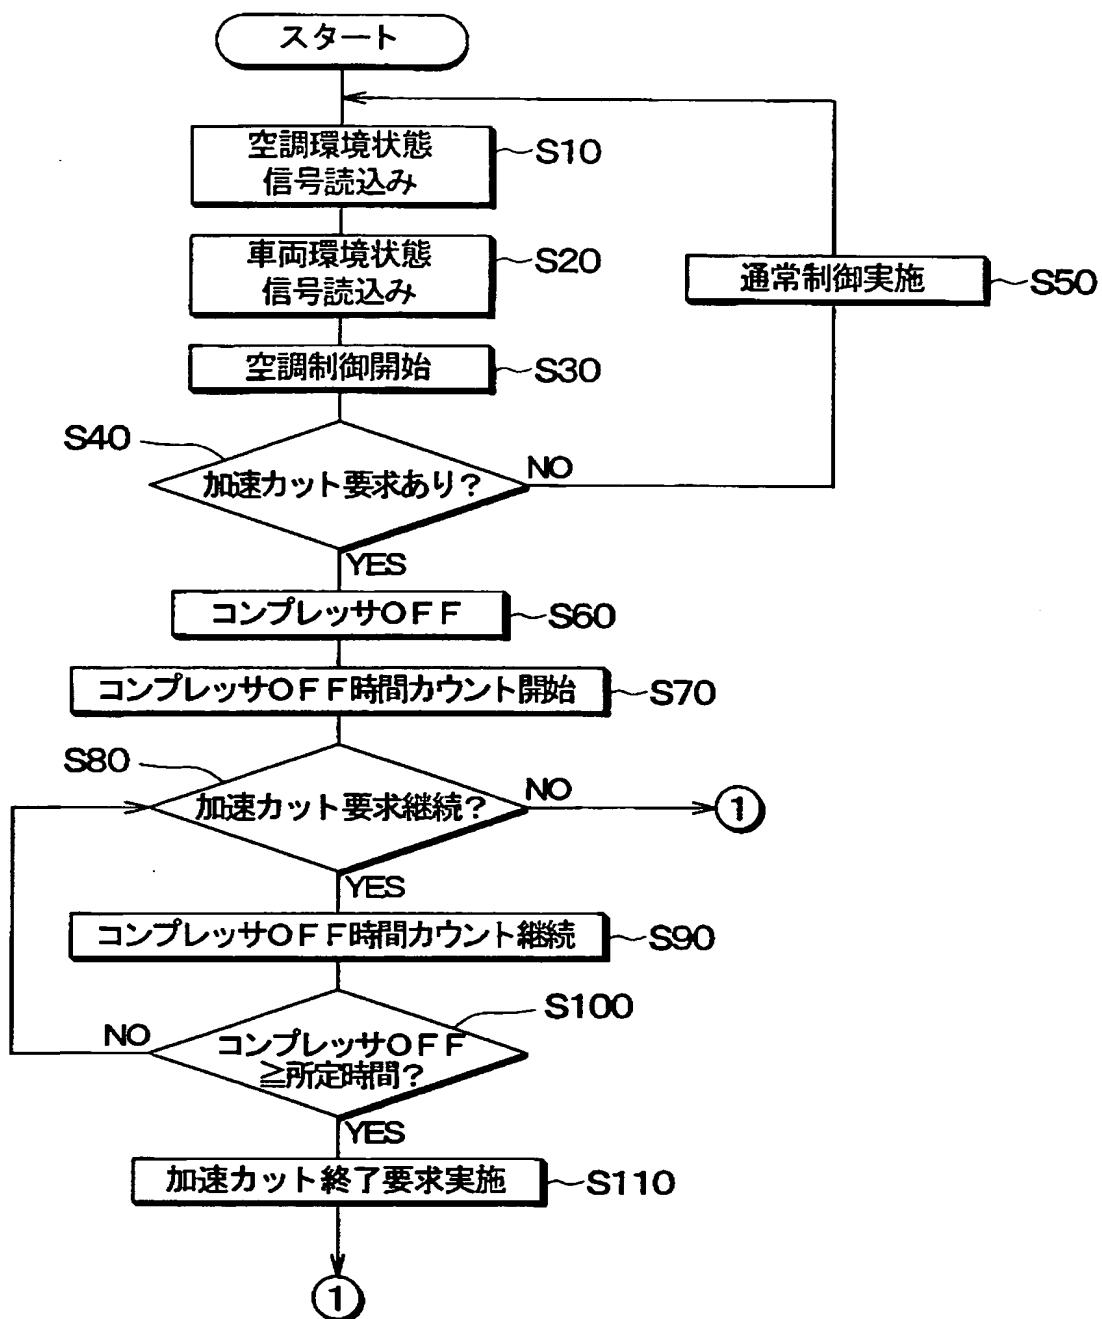 スタート
空調環境状態
信号読込み
S10
車両環境状態
信号読込み
S20
通常制御実施
S50
空調制御開始
S30
S40
加速カット要求あり?
NO
YES
コンプレッサOFF
S60
コンプレッサOFF時間カウント開始
S70
S80
加速カット要求継続?
NO
1
YES
コンプレッサOFF時間カウント継続
S90
S100
NO
コンプレッサOFF
≧所定時間?
YES
加速カット終了要求実施
S110
1